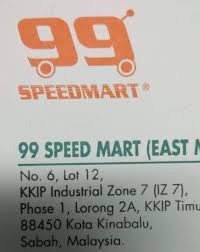 99
SPEEDMART®
99 SPEED MART (EAST
No. 6, Lot 12,
KKIP Industrial Zone 7 (IZ 7),
Phase 1, Lorong 2A, KKIP Timu
88450 Kota Kinabalu,
Sabah, Malaysia.